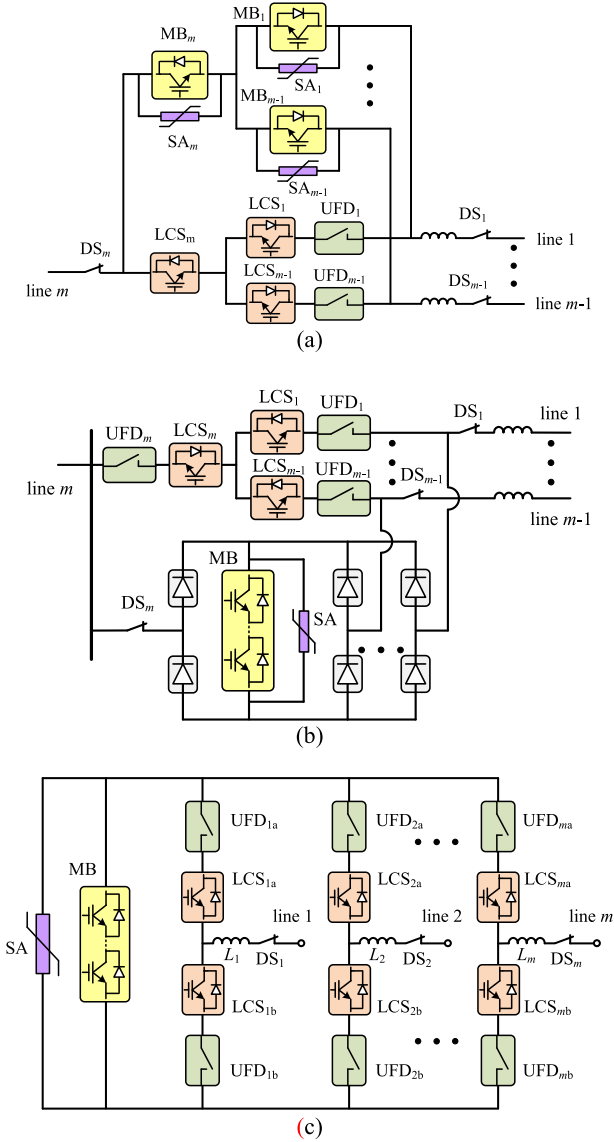 MB₁
MBₘ
SA₁
MBₘ₋₁
SAₘ
SAₘ₋₁
LCS₁
UFD₁
DS₁
DSₘ
LCSₘ
line 1
LCSₘ₋₁
UFDₘ₋₁
DSₘ₋₁
line m
line m-1
(a)
LCS₁
UFD₁
DS₁
line 1
UFDₘ
LCSₘ
LCSₘ₋₁
UFDₘ₋₁
DSₘ₋₁
line m
line m-1
MB
DSₘ
SA
(b)
UFD₁ₐ
UFD₂ₐ
UFDₘₐ
MB
LCS₁ₐ
LCS₂ₐ
LCSₘₐ
line 1
line 2
line m
SA
L₁
DS₁
L₂
DS₂
Lₘ
DSₘ
LCS1b
LCS2b
LCSmb
UFD1b
UFD2b
UFDmb
(c)